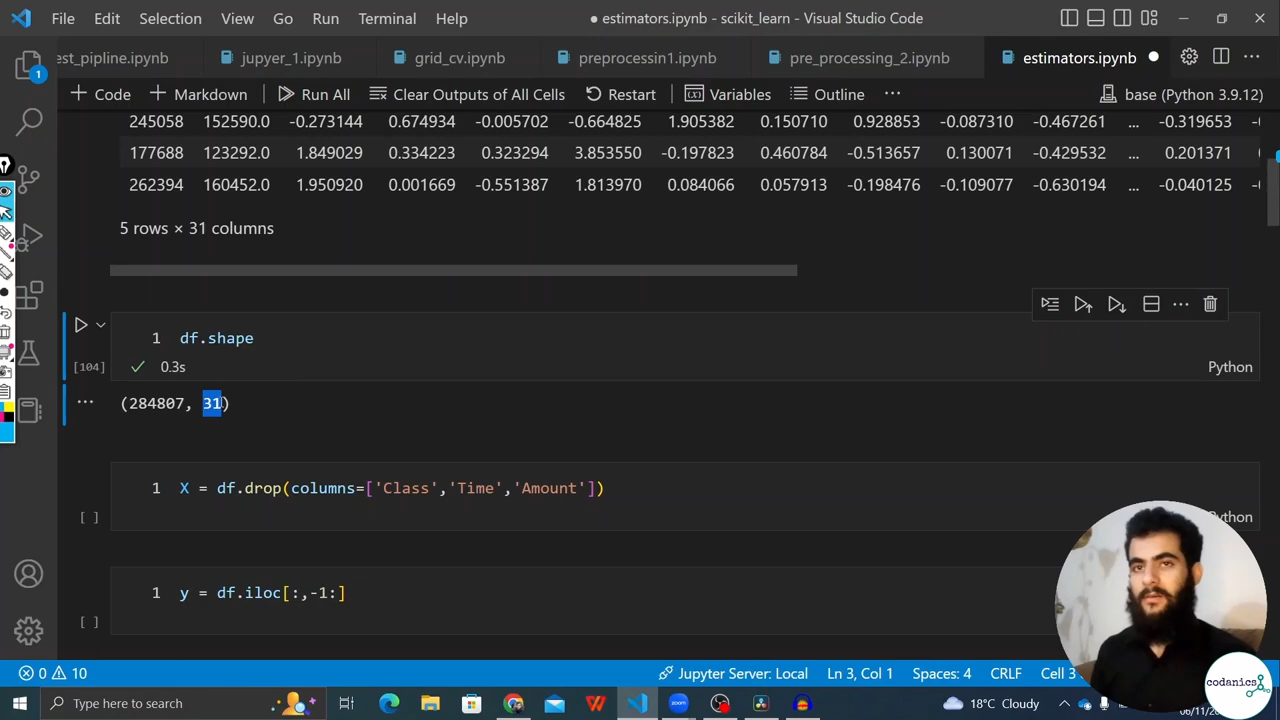 File Edit Selection View Go Run Terminal Help ● estimators.ipynb - scikit_learn - Visual Studio Code
est_pipline.ipynb jupyer_1.ipynb grid_cv.ipynb preprocessin1.ipynb pre_processing_2.ipynb estimators.ipynb
+ Code + Markdown Run All Clear Outputs of All Cells Restart Variables Outline ... base (Python 3.9.12)
245058 152590.0 -0.273144 0.674934 -0.005702 -0.664825 1.905382 0.150710 0.928853 -0.087310 -0.467261 ... -0.319653
177688 123292.0 1.849029 0.334223 0.323294 3.853550 -0.197823 0.460784 -0.513657 0.130071 -0.429532 ... 0.201371
262394 160452.0 1.950920 0.001669 -0.551387 1.813970 0.084066 0.057913 -0.198476 -0.109077 -0.630194 ... -0.040125
5 rows × 31 columns
1 df.shape
[104] 0.3s Python
(284807, 31)
1 X = df.drop(columns=['Class','Time','Amount'])
[ ] Python
1 y = df.iloc[:,-1:]
[ ]
codanics
0 10 Jupyter Server: Local Ln 3, Col 1 Spaces: 4 CRLF Cell 3
Type here to search 18°C Cloudy
06/11/
1